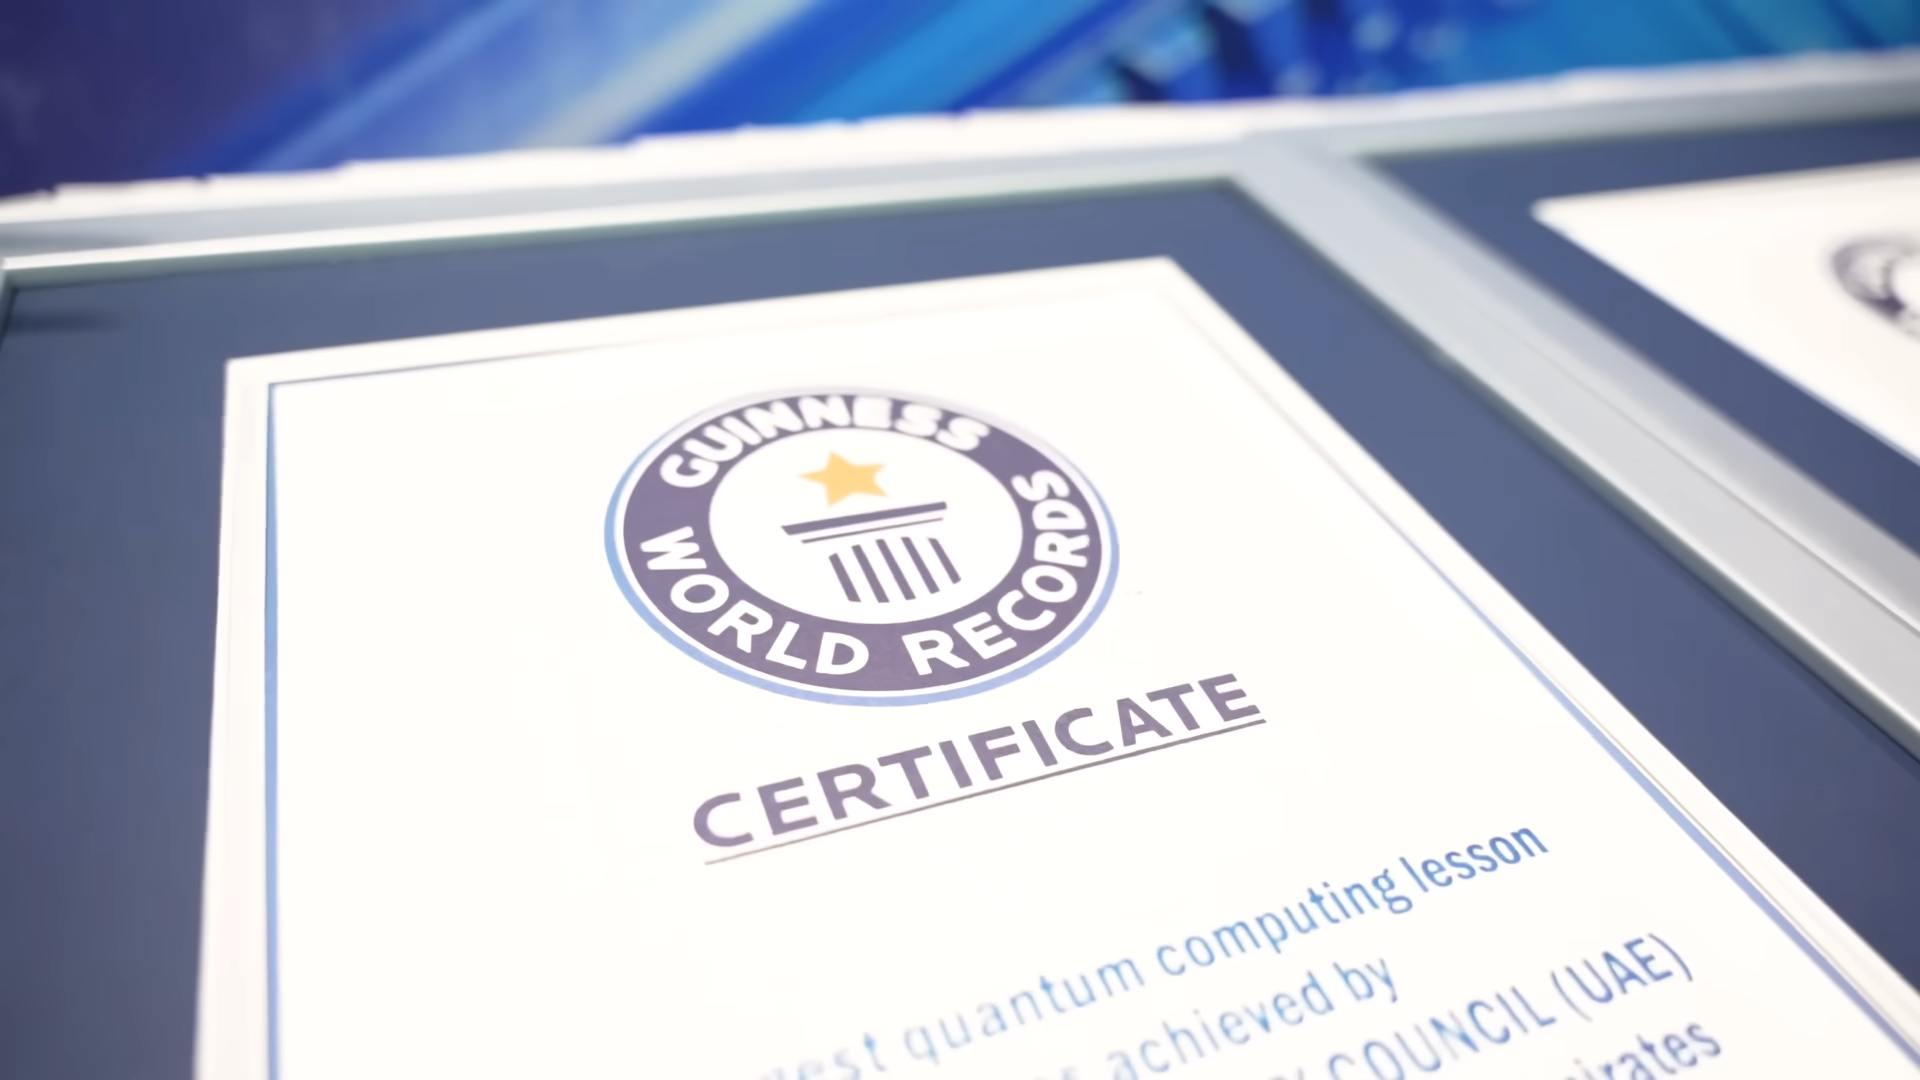 GUINNESS
WORLD RECORDS
CERTIFICATE
quantum computing lesson
achieved by
COUNCIL (UAE)